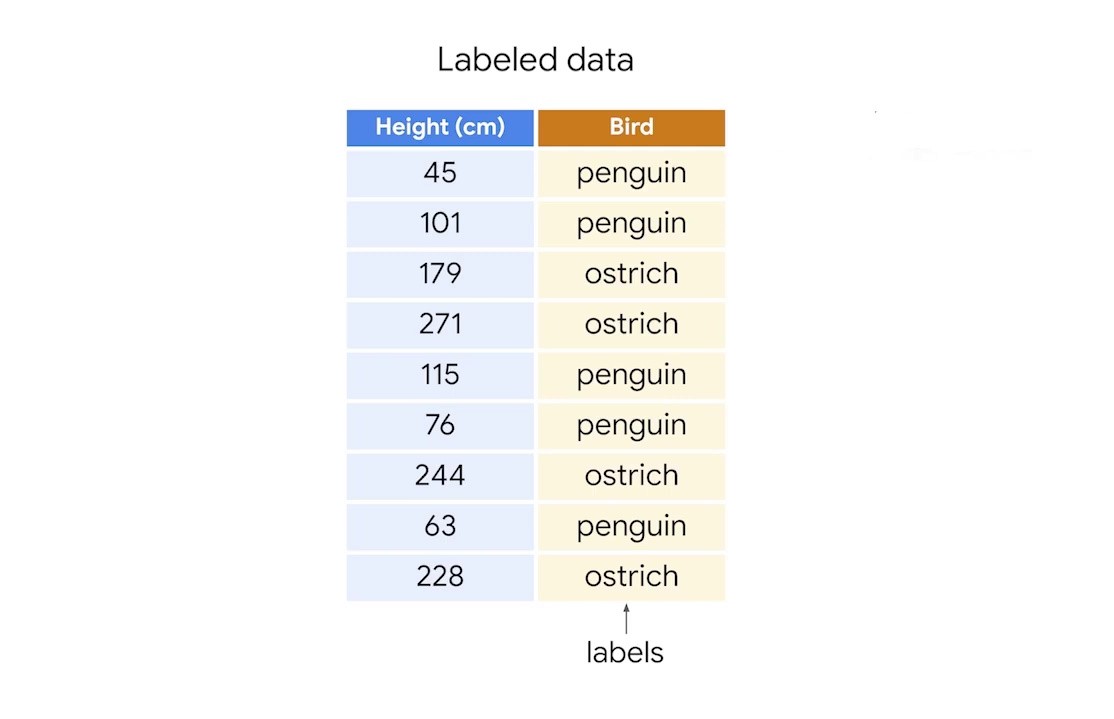 Labeled data
Height (cm) Bird
45 penguin
101 penguin
179 ostrich
271 ostrich
115 penguin
76 penguin
244 ostrich
63 penguin
228 ostrich
labels